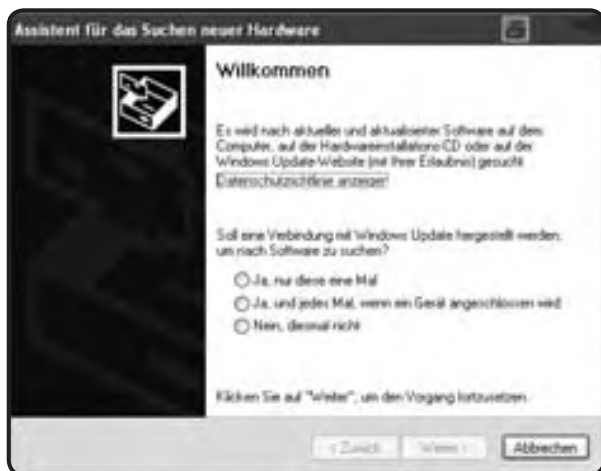 Assistent für das Suchen neuer Hardware
Willkommen
Es wird nach aktueller und aktualisierter Software auf dem
Computer, auf der Hardwareinstallations-CD oder auf der
Windows Update-Website (mit Ihrer Erlaubnis) gesucht.
Datenschutzrichtlinie anzeigen
Soll eine Verbindung mit Windows Update hergestellt werden,
um nach Software zu suchen?
Ja, nur diese eine Mal
Ja, und jedes Mal, wenn ein Gerät angeschlossen wird
Nein, diesmal nicht
Klicken Sie auf "Weiter", um den Vorgang fortzusetzen.
< Zurück Weiter > Abbrechen